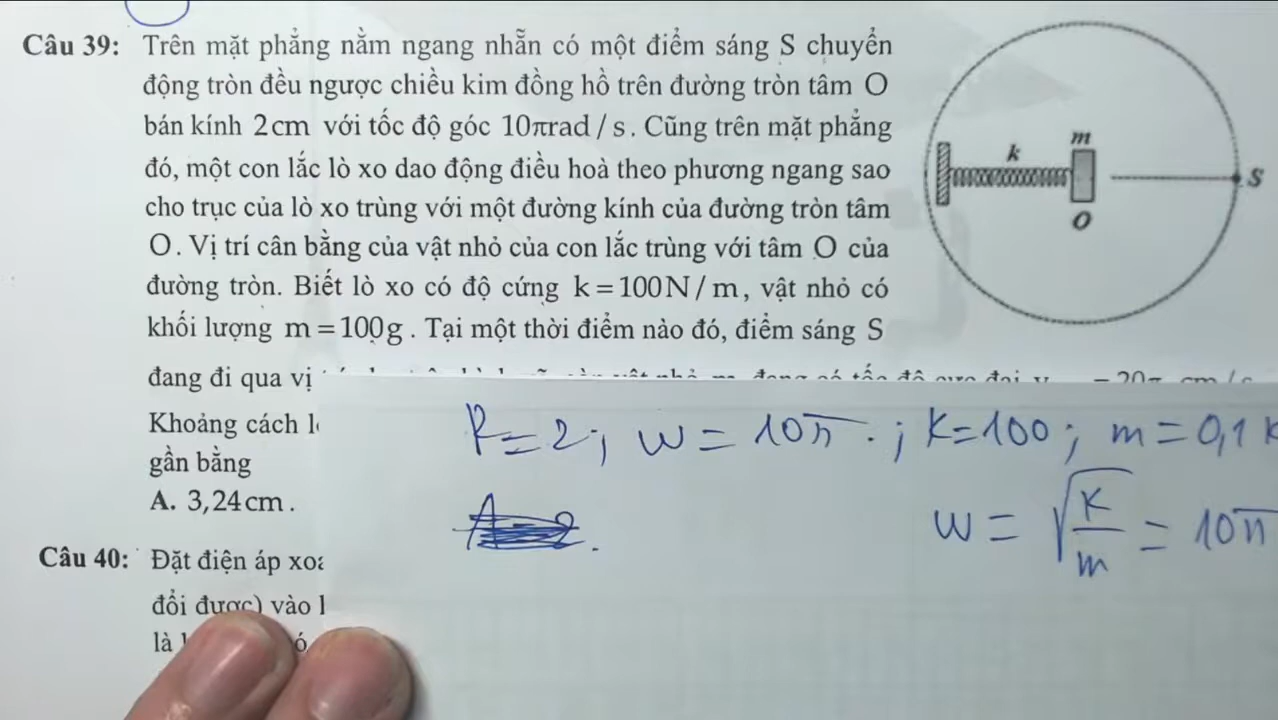 Câu 39: Trên mặt phẳng nằm ngang nhẵn có một điểm sáng S chuyển
động tròn đều ngược chiều kim đồng hồ trên đường tròn tâm O
bán kính 2cm với tốc độ góc 10πrad/s. Cũng trên mặt phẳng
đó, một con lắc lò xo dao động điều hoà theo phương ngang sao
cho trục của lò xo trùng với một đường kính của đường tròn tâm
O. Vị trí cân bằng của vật nhỏ của con lắc trùng với tâm O của
đường tròn. Biết lò xo có độ cứng k=100N/m, vật nhỏ có
khối lượng m=100g. Tại một thời điểm nào đó, điểm sáng S
đang đi qua vị
Khoảng cách
gần bằng
A. 3,24cm.
Câu 40: Đặt điện áp
đổi được) vào
là
k
m
O
S
R=2; ω=10π.; K=100; m=0,1
ω=√K/m=10π